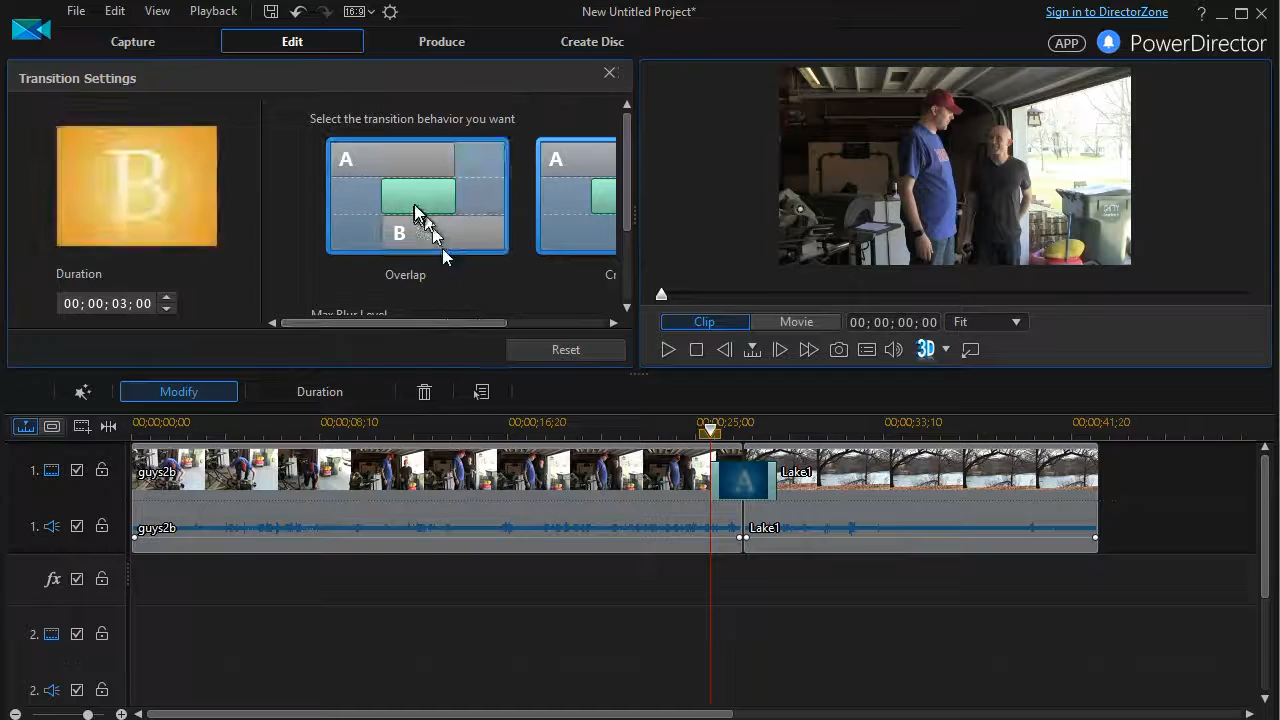 File Edit View Playback 16:9 New Untitled Project* Sign in to DirectorZone ?
Capture Edit Produce Create Disc APP PowerDirector
Transition Settings
Select the transition behavior you want
A A
B B
Overlap Cr
Duration
00; 00; 03; 00
Max Blur Level
Reset
Clip Movie 00; 00; 00; 00 Fit
3D
Modify Duration
00;00;00;00 00;00;08;10 00;00;16;20 00;00;25;00 00;00;33;10 00;00;41;20
1. guys2b A Lake1
1. guys2b Lake1
fx
2.
2.